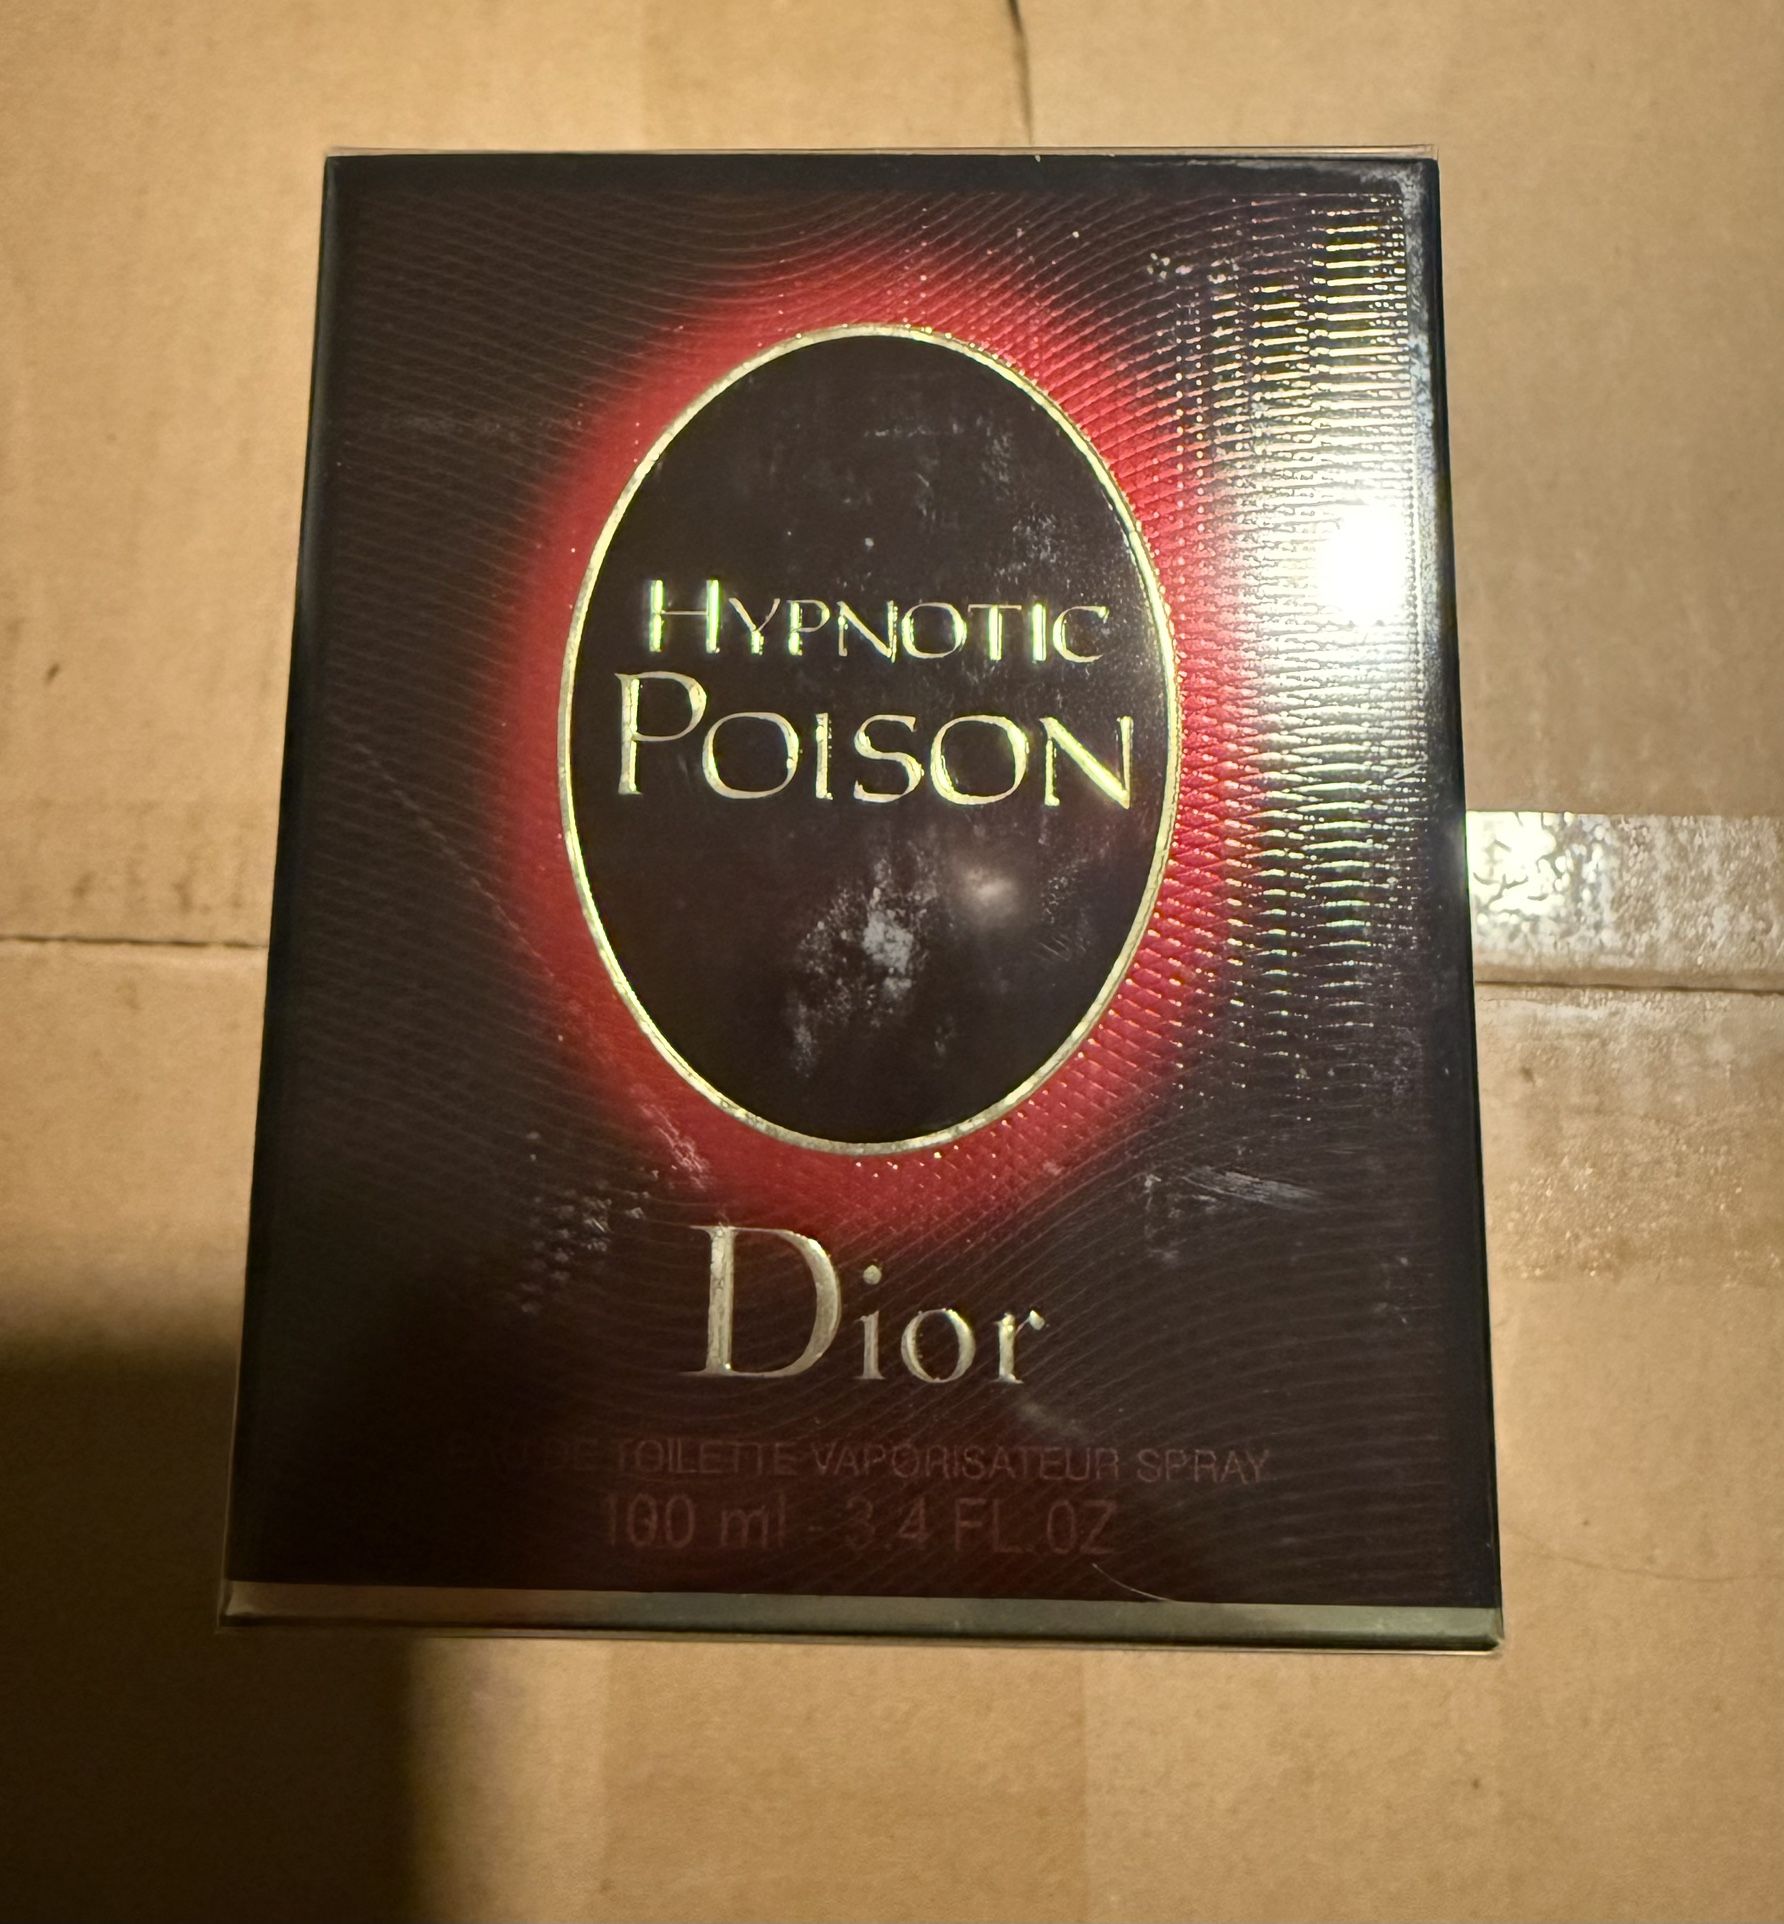 HYPNOTIC
POISON
Dior
EAU DE TOILETTE VAPORISATEUR SPRAY
100 ml - 3.4 FL.OZ